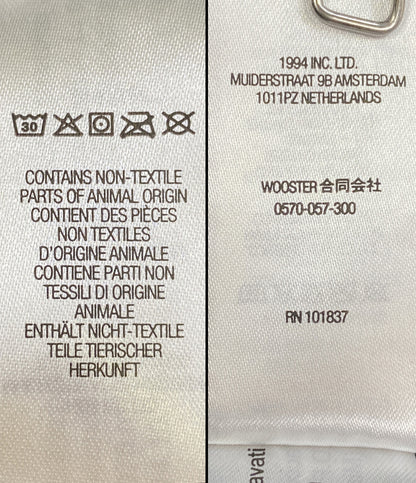 30
CONTAINS NON-TEXTILE
PARTS OF ANIMAL ORIGIN
CONTIENT DES PIÈCES
NON TEXTILES
D'ORIGINE ANIMALE
CONTIENE PARTI NON
TESSILI DI ORIGINE
ANIMALE
ENTHÄLT NICHT-TEXTILE
TEILE TIERISCHER
HERKUNFT
1994 INC. LTD.
MUIDERSTRAAT 9B AMSTERDAM
1011PZ NETHERLANDS
WOOSTER 合同会社
0570-057-300
RN 101837
avati